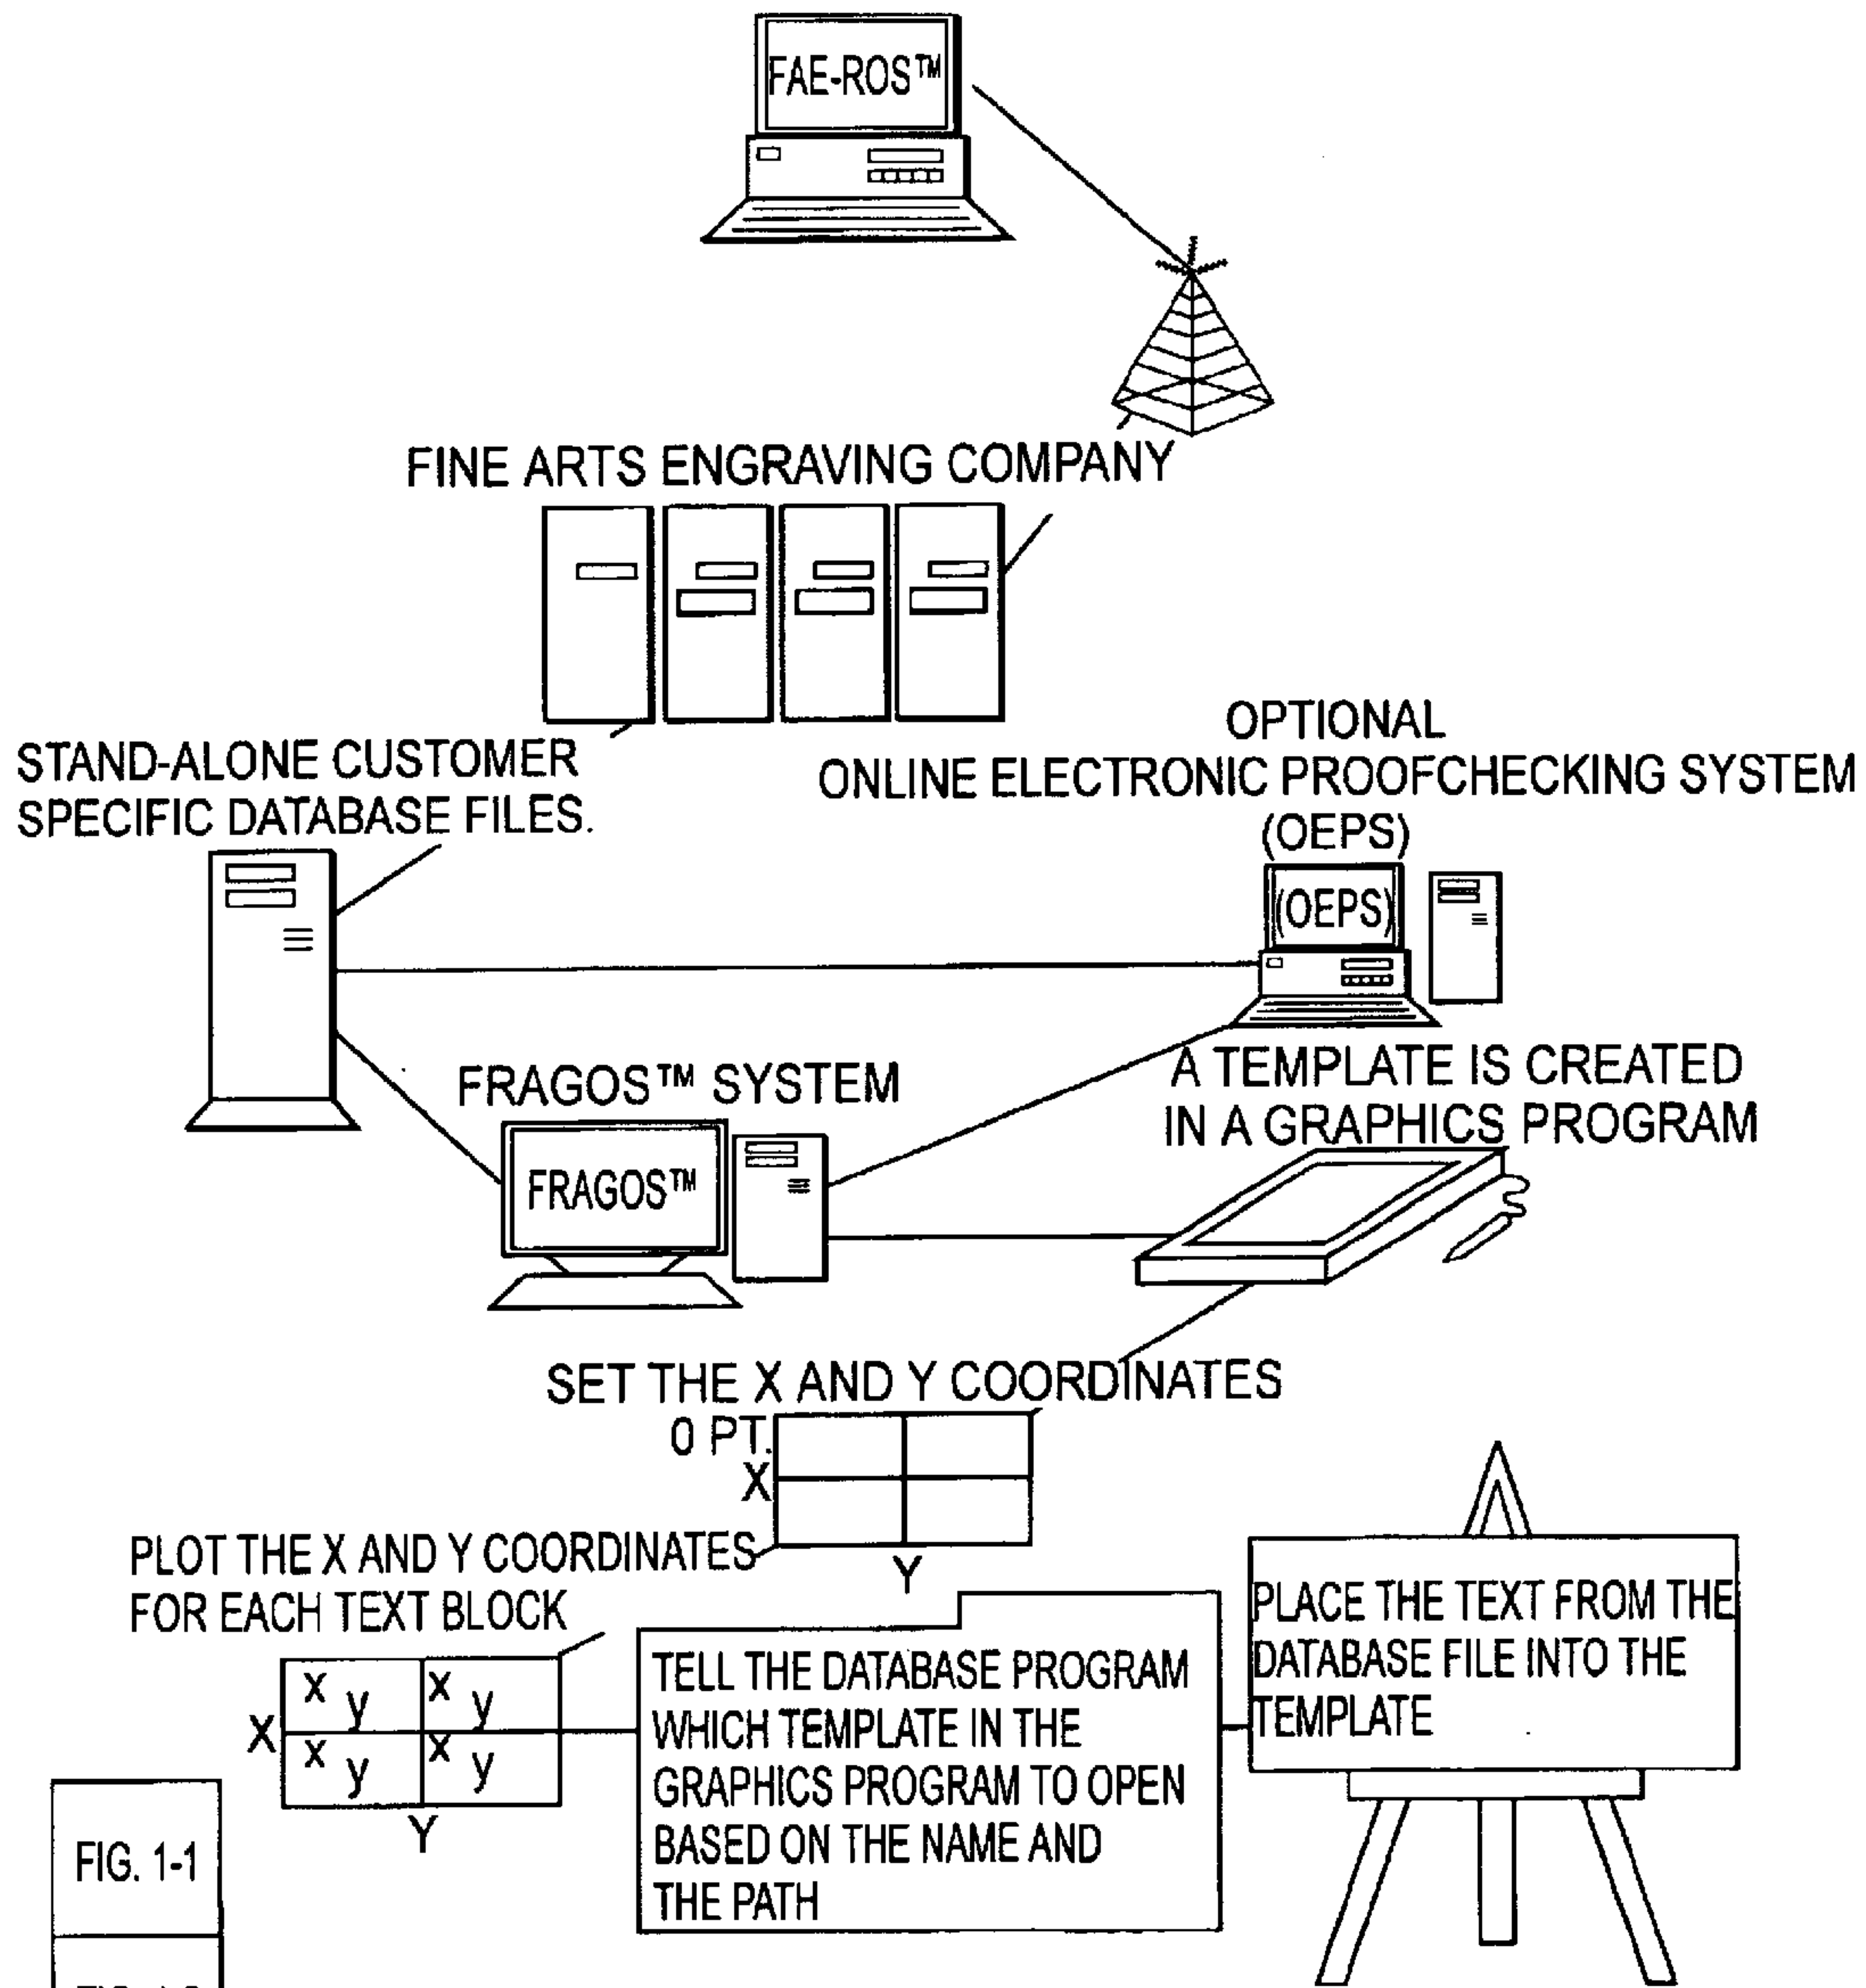 FAE-ROS™
FINE ARTS ENGRAVING COMPANY
STAND-ALONE CUSTOMER
SPECIFIC DATABASE FILES.
OPTIONAL
ONLINE ELECTRONIC PROOFCHECKING SYSTEM
(OEPS)
(OEPS)
FRAGOS™ SYSTEM
FRAGOS™
A TEMPLATE IS CREATED
IN A GRAPHICS PROGRAM
SET THE X AND Y COORDINATES
0 PT.
X
Y
PLOT THE X AND Y COORDINATES
FOR EACH TEXT BLOCK
x y x y
X
x y x y
Y
TELL THE DATABASE PROGRAM
WHICH TEMPLATE IN THE
GRAPHICS PROGRAM TO OPEN
BASED ON THE NAME AND
THE PATH
PLACE THE TEXT FROM THE
DATABASE FILE INTO THE
TEMPLATE
FIG. 1-1